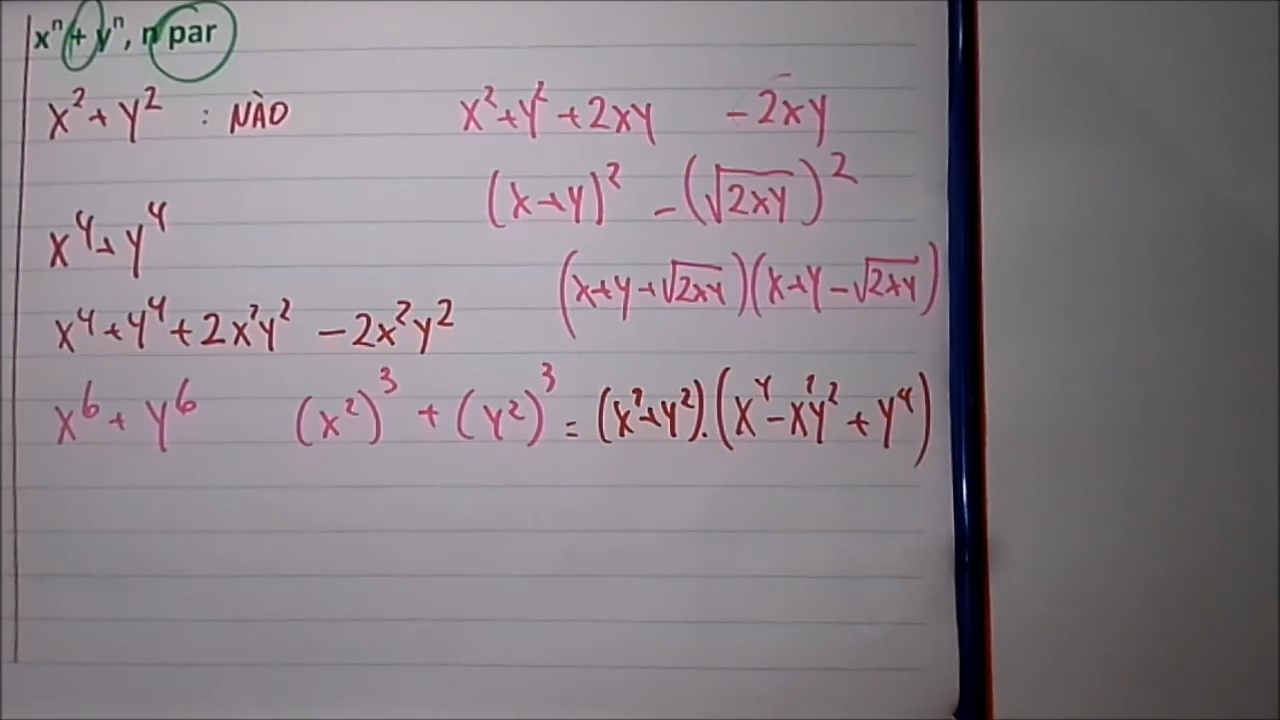 xⁿ + yⁿ, n par
x² + y² : NÃO
x² + y² + 2xy - 2xy
(x + y)² - (√2xy)²
(x + y + √2xy)(x + y - √2xy)
x⁴ + y⁴
x⁴ + y⁴ + 2x²y² - 2x²y²
x⁶ + y⁶ (x²)³ + (y²)³ = (x² + y²).(x⁴ - x²y² + y⁴)